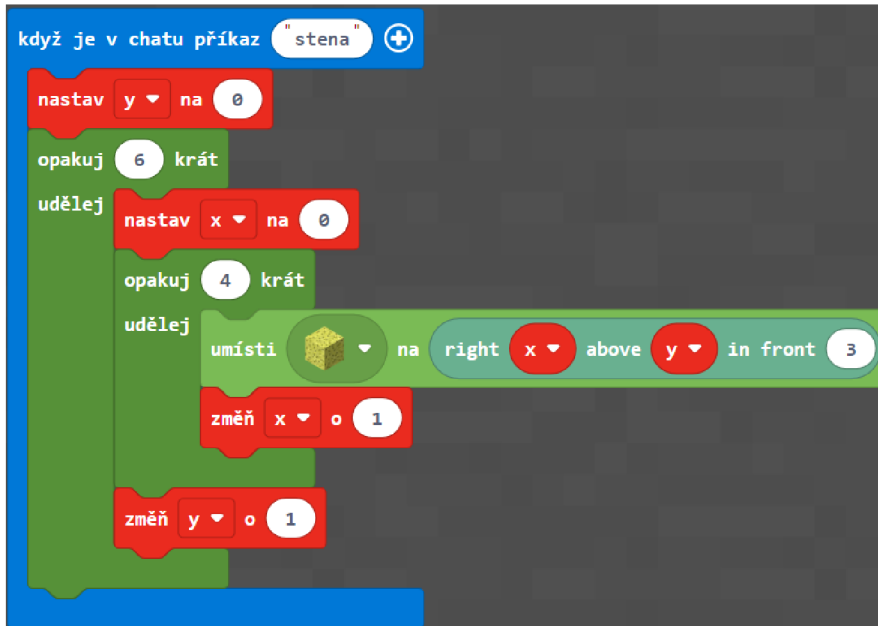 když je v chatu příkaz "stena"
nastav y na 0
opakuj 6 krát
udělej
nastav x na 0
opakuj 4 krát
udělej
umísti na right x above y in front 3
změň x o 1
změň y o 1